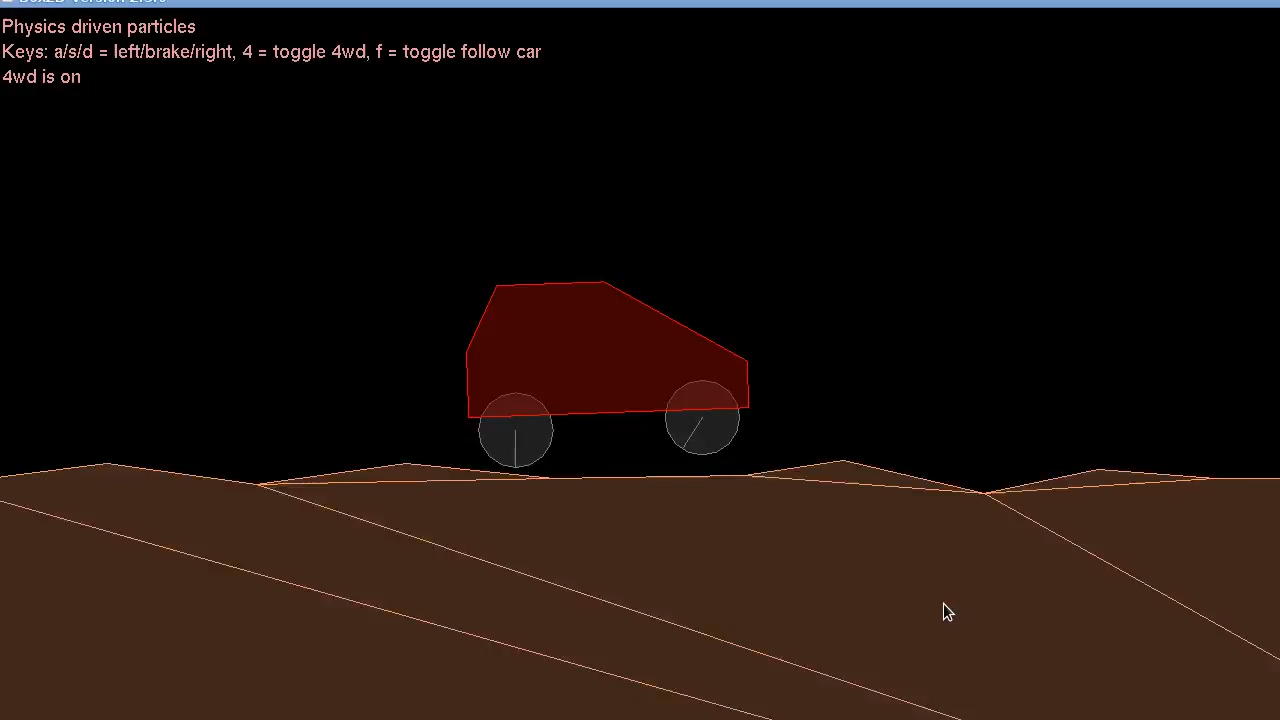 Physics driven particles
Keys: a/s/d = left/brake/right, 4 = toggle 4wd, f = toggle follow car
4wd is on